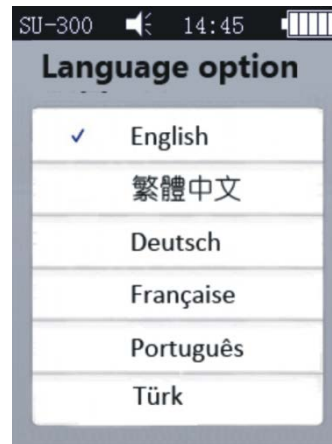 SU-300 14:45
Language option
English
繁體中文
Deutsch
Française
Português
Türk